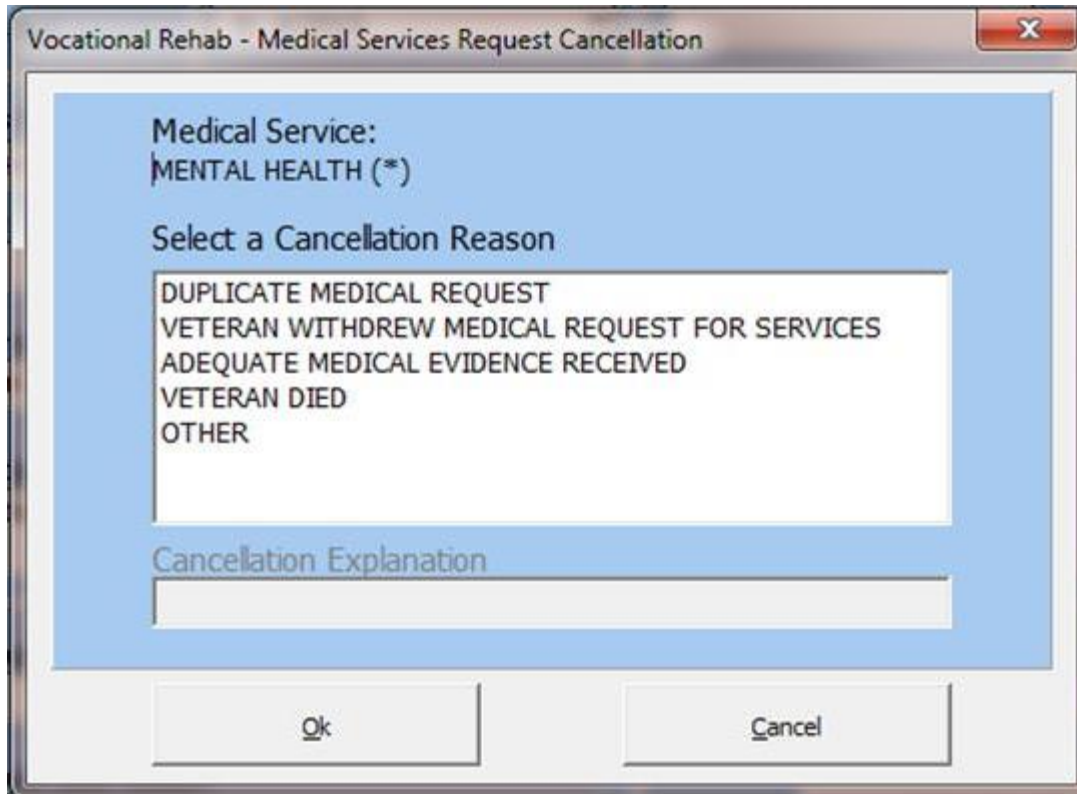 Vocational Rehab - Medical Services Request Cancellation
Medical Service:
MENTAL HEALTH (*)
Select a Cancellation Reason
DUPLICATE MEDICAL REQUEST
VETERAN WITHDREW MEDICAL REQUEST FOR SERVICES
ADEQUATE MEDICAL EVIDENCE RECEIVED
VETERAN DIED
OTHER
Cancellation Explanation
Ok
Cancel